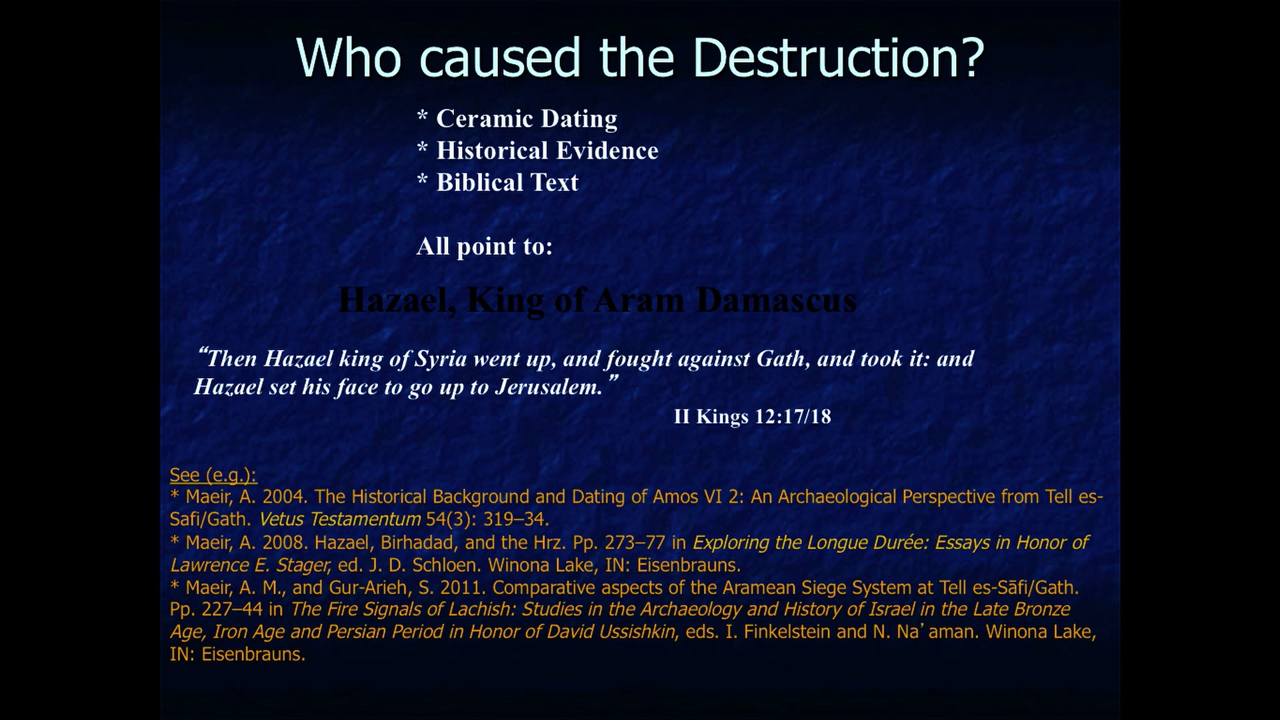 Who caused the Destruction?
* Ceramic Dating
* Historical Evidence
* Biblical Text
All point to:
Hazael, King of Aram Damascus
“Then Hazael king of Syria went up, and fought against Gath, and took it: and
Hazael set his face to go up to Jerusalem.”
II Kings 12:17/18
See (e.g.):
* Maeir, A. 2004. The Historical Background and Dating of Amos VI 2: An Archaeological Perspective from Tell es-
Safi/Gath. Vetus Testamentum 54(3): 319–34.
* Maeir, A. 2008. Hazael, Birhadad, and the Hrz. Pp. 273–77 in Exploring the Longue Durée: Essays in Honor of
Lawrence E. Stager, ed. J. D. Schloen. Winona Lake, IN: Eisenbrauns.
* Maeir, A. M., and Gur-Arieh, S. 2011. Comparative aspects of the Aramean Siege System at Tell es-Sāfi/Gath.
Pp. 227–44 in The Fire Signals of Lachish: Studies in the Archaeology and History of Israel in the Late Bronze
Age, Iron Age and Persian Period in Honor of David Ussishkin, eds. I. Finkelstein and N. Na’aman. Winona Lake,
IN: Eisenbrauns.